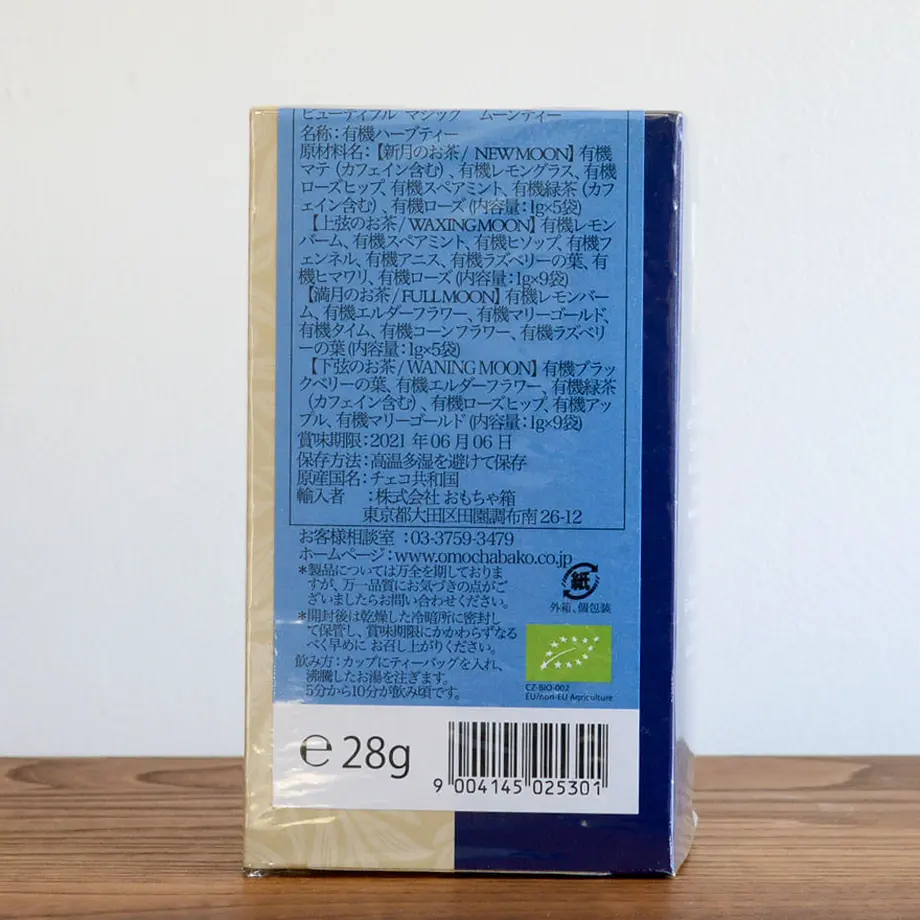 ビューティフル マジック ムーンティー
名称：有機ハーブティー
原材料名：【新月のお茶/ NEW MOON】有機
マテ（カフェイン含む）、有機レモングラス、有機
ローズヒップ、有機スペアミント、有機緑茶（カフ
ェイン含む）、有機ローズ (内容量：1g×5袋)
【上弦のお茶/ WAXING MOON】有機レモン
バーム、有機スペアミント、有機ヒソップ、有機フ
ェンネル、有機アニス、有機ラズベリーの葉、有
機ヒマワリ、有機ローズ (内容量：1g×9袋)
【満月のお茶/ FULL MOON】有機レモンバー
ム、有機エルダーフラワー、有機マリーゴールド、
有機タイム、有機コーンフラワー、有機ラズベリ
ーの葉 (内容量：1g×5袋)
【下弦のお茶/ WANING MOON】有機ブラッ
クベリーの葉、有機エルダーフラワー、有機緑茶
（カフェイン含む）、有機ローズヒップ、有機アッ
プル、有機マリーゴールド (内容量：1g×9袋)
賞味期限：2021 年 06 月 06 日
保存方法：高温多湿を避けて保存
原産国名：チェコ共和国
輸入者 ：株式会社 おもちゃ箱
東京都大田区田園調布南 26-12
お客様相談室 ：03-3759-3479
ホームページ：www.omochabako.co.jp
＊製品については万全を期しておりま
すが、万一品質にお気づきの点がご
ざいましたらお問い合わせください。
＊開封後は乾燥した冷暗所に密封し
て保管し、賞味期限にかかわらずなる
べく早めに お召し上がりください。
飲み方：カップにティーバッグを入れ、
沸騰したお湯を注ぎます。
5分から10分が飲み頃です。
紙
外箱、個包装
CZ-BIO-002
EU/non-EU Agriculture
℮ 28g
9 004145 025301